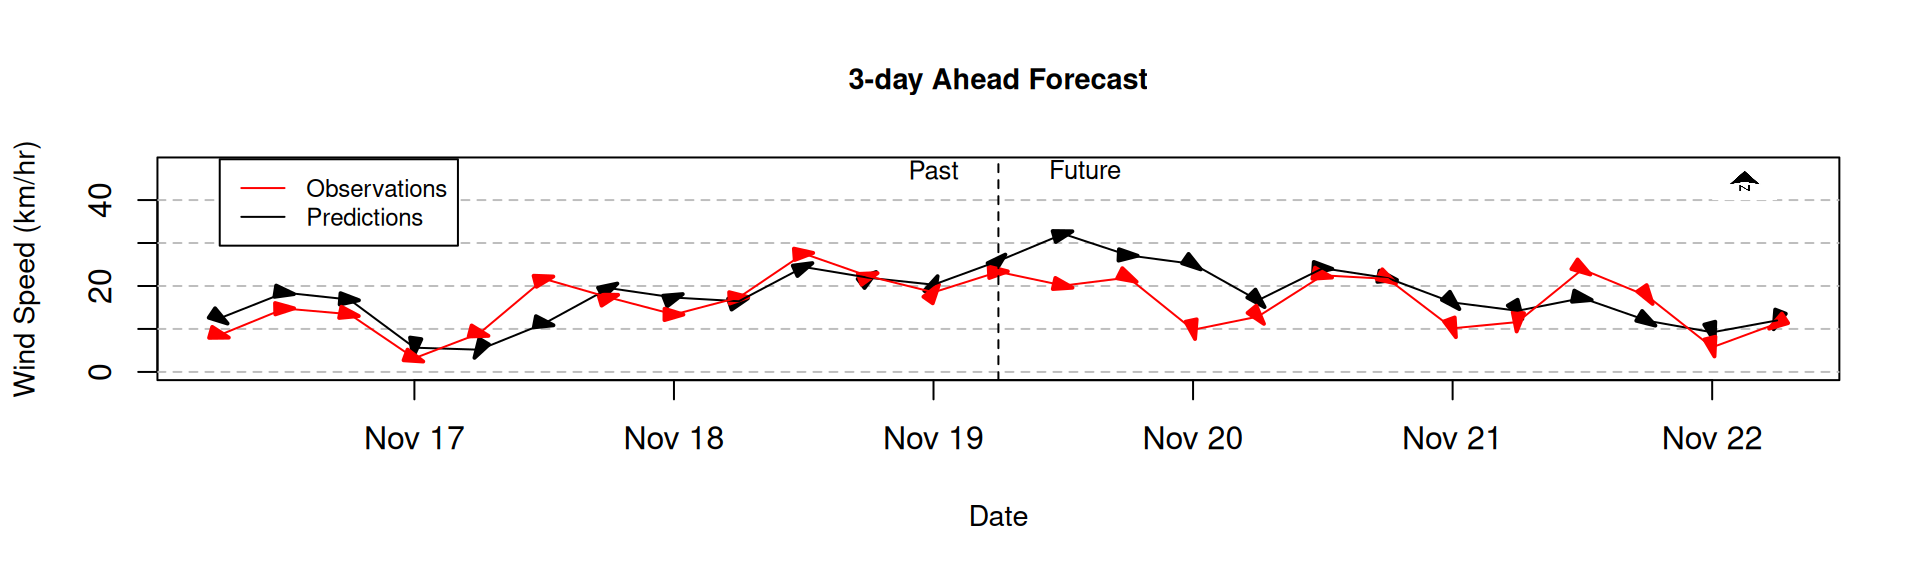 3-day Ahead Forecast
Wind Speed (km/hr)
40
20
0
Observations
Predictions
Past
Future
N
Nov 17
Nov 18
Nov 19
Nov 20
Nov 21
Nov 22
Date